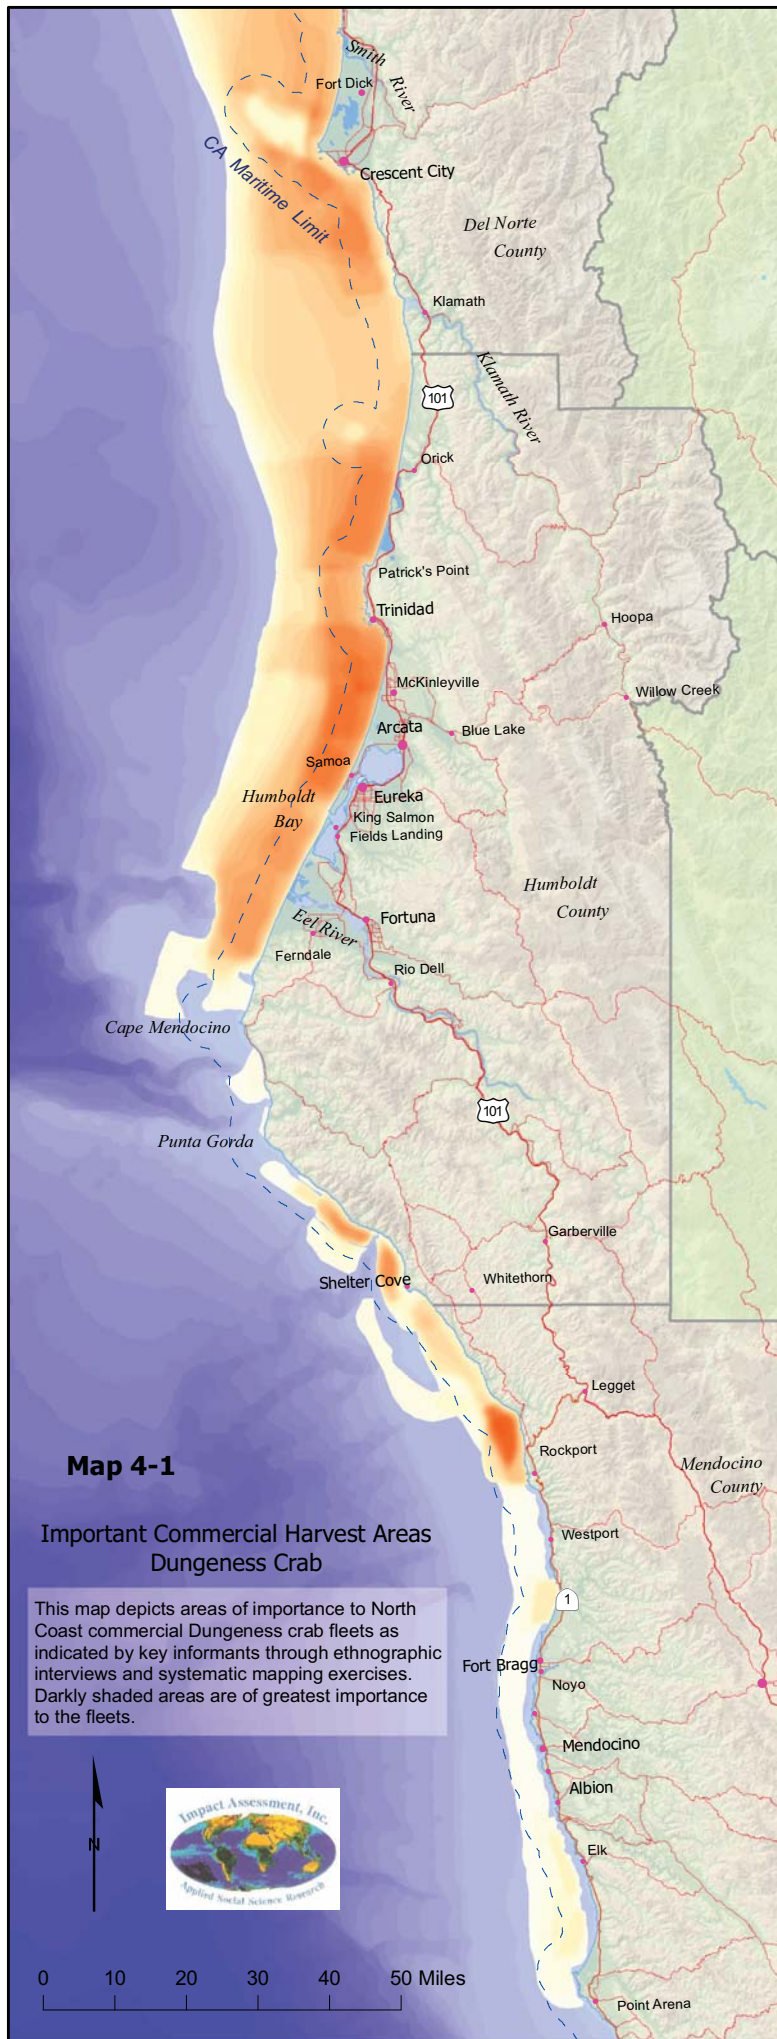 Smith
River
Fort Dick
CA Maritime Limit
Crescent City
Del Norte
County
Klamath
Klamath River
101
Orick
Patrick's Point
Trinidad
Hoopa
McKinleyville
Willow Creek
Arcata
Blue Lake
Samoa
Humboldt
Bay
Eureka
King Salmon
Fields Landing
Humboldt
County
Eel River
Fortuna
Ferndale
Rio Dell
Cape Mendocino
101
Punta Gorda
Garberville
Shelter Cove
Whitethorn
Legget
Map 4-1
Rockport
Mendocino
County
Important Commercial Harvest Areas
Dungeness Crab
Westport
This map depicts areas of importance to North
Coast commercial Dungeness crab fleets as
indicated by key informants through ethnographic
interviews and systematic mapping exercises.
Darkly shaded areas are of greatest importance
to the fleets.
1
Fort Bragg
Noyo
Mendocino
Albion
Impact Assessment, Inc.
Applied Social Science Research
N
Elk
0 10 20 30 40 50 Miles
Point Arena